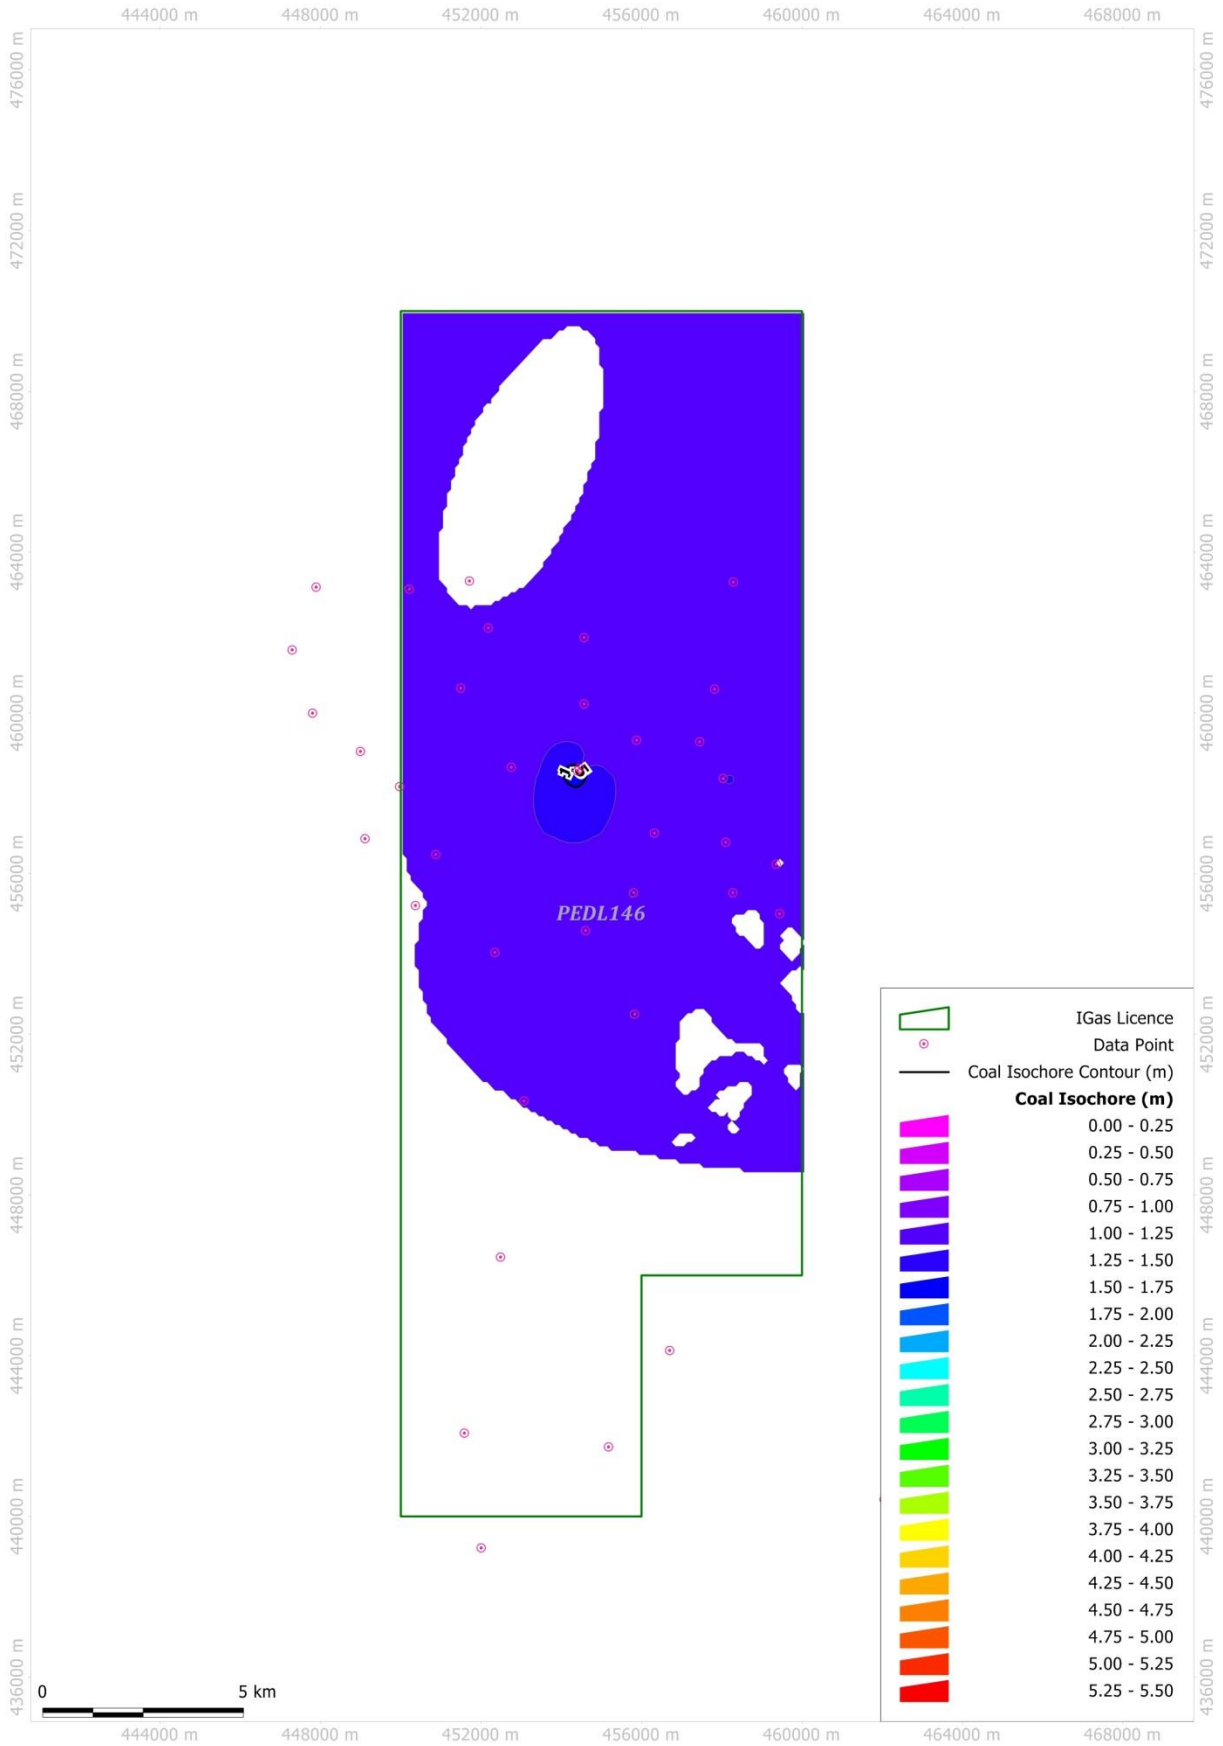 444000 m 448000 m 452000 m 456000 m 460000 m 464000 m 468000 m
476000 m 476000 m
472000 m 472000 m
468000 m 468000 m
464000 m 464000 m
460000 m 460000 m
1.5
456000 m 456000 m
PEDL146
452000 m 452000 m
IGas Licence
Data Point
Coal Isochore Contour (m)
Coal Isochore (m)
0.00 - 0.25
0.25 - 0.50
0.50 - 0.75
448000 m 448000 m
0.75 - 1.00
1.00 - 1.25
1.25 - 1.50
1.50 - 1.75
1.75 - 2.00
444000 m 444000 m
2.00 - 2.25
2.25 - 2.50
2.50 - 2.75
2.75 - 3.00
3.00 - 3.25
3.25 - 3.50
3.50 - 3.75
440000 m 440000 m
3.75 - 4.00
4.00 - 4.25
4.25 - 4.50
4.50 - 4.75
4.75 - 5.00
5.00 - 5.25
436000 m 436000 m
5.25 - 5.50
0 5 km
444000 m 448000 m 452000 m 456000 m 460000 m 464000 m 468000 m